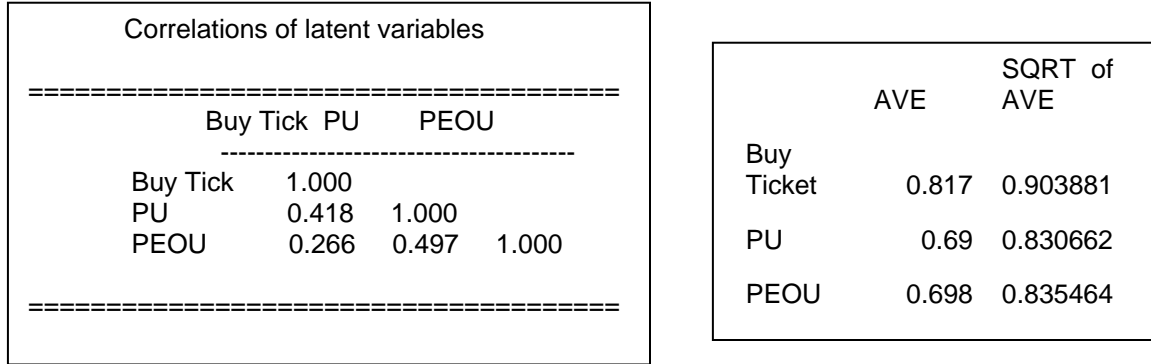 Correlations of latent variables
========================================
Buy Tick PU PEOU
----------------------------------------
Buy Tick 1.000
PU 0.418 1.000
PEOU 0.266 0.497 1.000
========================================
SQRT of
AVE AVE
Buy
Ticket 0.817 0.903881
PU 0.69 0.830662
PEOU 0.698 0.835464